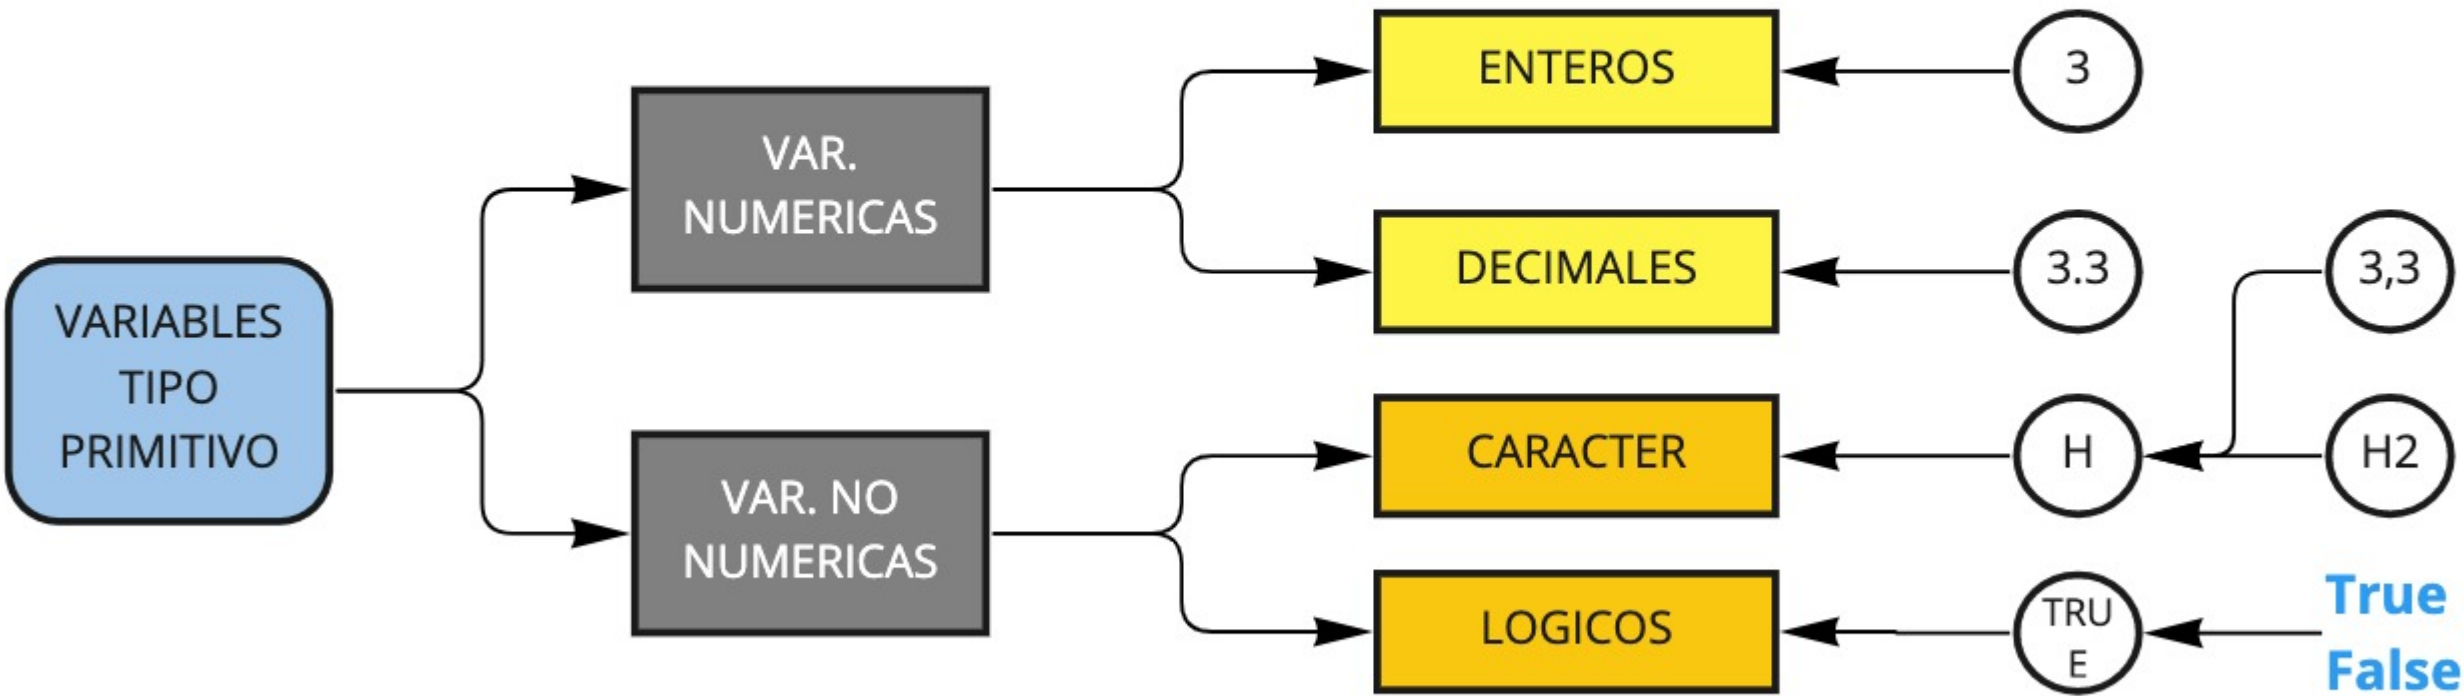 VARIABLES
TIPO
PRIMITIVO
VAR.
NUMERICAS
VAR. NO
NUMERICAS
ENTEROS
3
DECIMALES
3.3
3,3
CARACTER
H
H2
LOGICOS
TRU
E
True
False